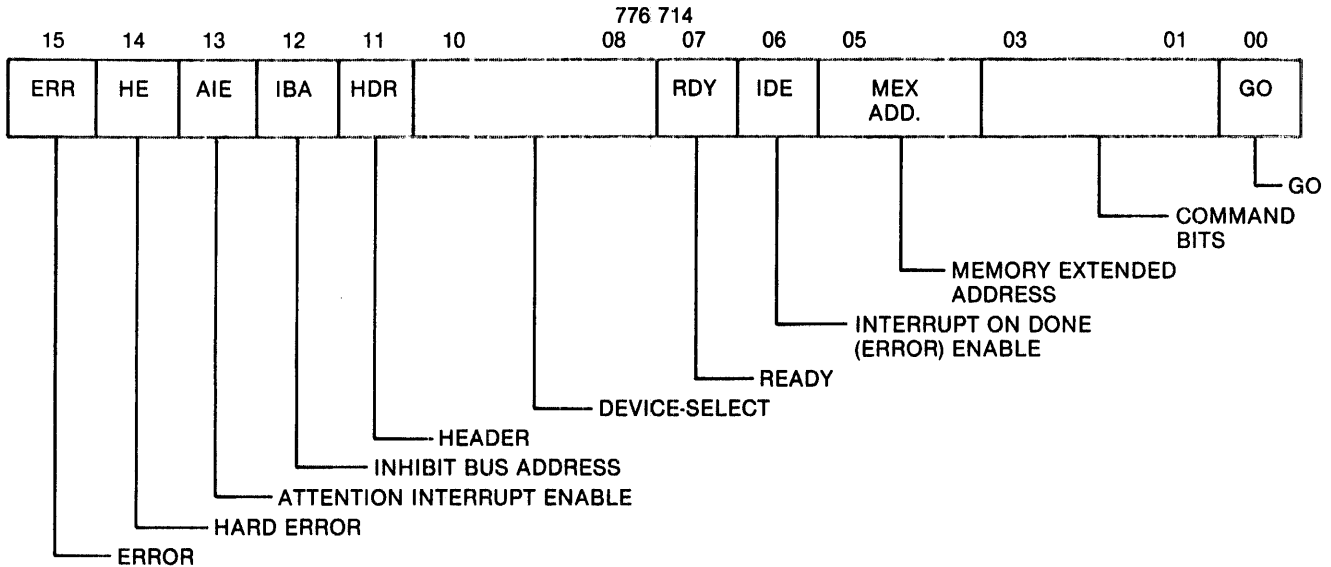 776 714
15 14 13 12 11 10 08 07 06 05 03 01 00
ERR HE AIE IBA HDR RDY IDE MEX ADD. GO
GO
COMMAND
BITS
MEMORY EXTENDED
ADDRESS
INTERRUPT ON DONE
(ERROR) ENABLE
READY
DEVICE-SELECT
HEADER
INHIBIT BUS ADDRESS
ATTENTION INTERRUPT ENABLE
HARD ERROR
ERROR